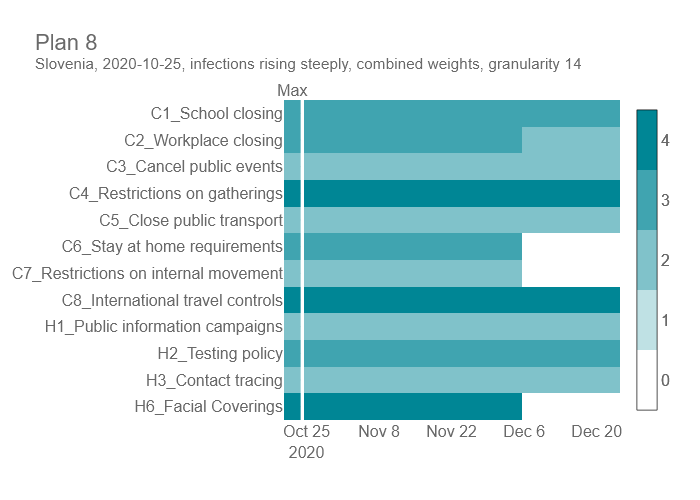 Plan 8
Slovenia, 2020-10-25, infections rising steeply, combined weights, granularity 14
Max
C1_School closing
C2_Workplace closing
C3_Cancel public events
C4_Restrictions on gatherings
C5_Close public transport
C6_Stay at home requirements
C7_Restrictions on internal movement
C8_International travel controls
H1_Public information campaigns
H2_Testing policy
H3_Contact tracing
H6_Facial Coverings
Oct 25 Nov 8 Nov 22 Dec 6 Dec 20
2020
4
3
2
1
0